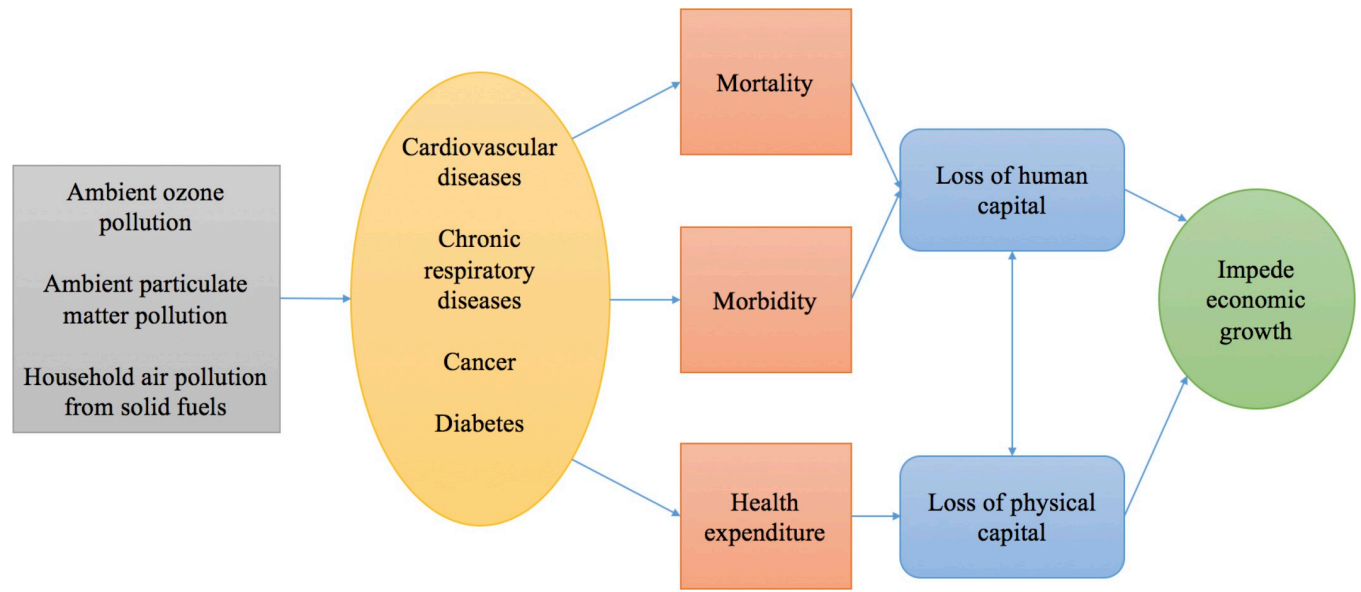 Ambient ozone
pollution
Ambient particulate
matter pollution
Household air pollution
from solid fuels
Cardiovascular
diseases
Chronic
respiratory
diseases
Cancer
Diabetes
Mortality
Morbidity
Health
expenditure
Loss of human
capital
Loss of physical
capital
Impede
economic
growth